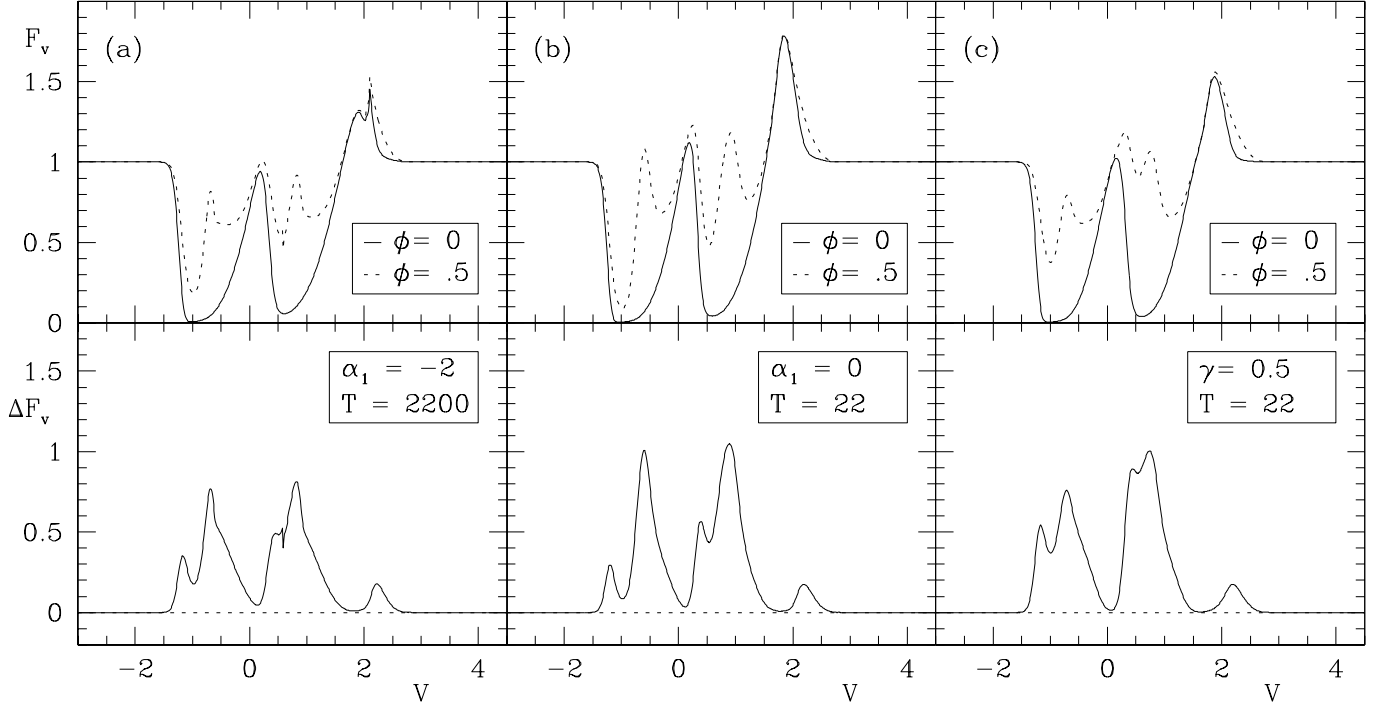 F_v
(a)
(b)
(c)
1.5
1
0.5
0
ϕ= 0
ϕ= .5
ϕ= 0
ϕ= .5
ϕ= 0
ϕ= .5
1.5
ΔF_v
1
0.5
0
α_1 = −2
T = 2200
α_1 = 0
T = 22
γ= 0.5
T = 22
−2 0 2 4
−2 0 2 4
−2 0 2 4
V
V
V